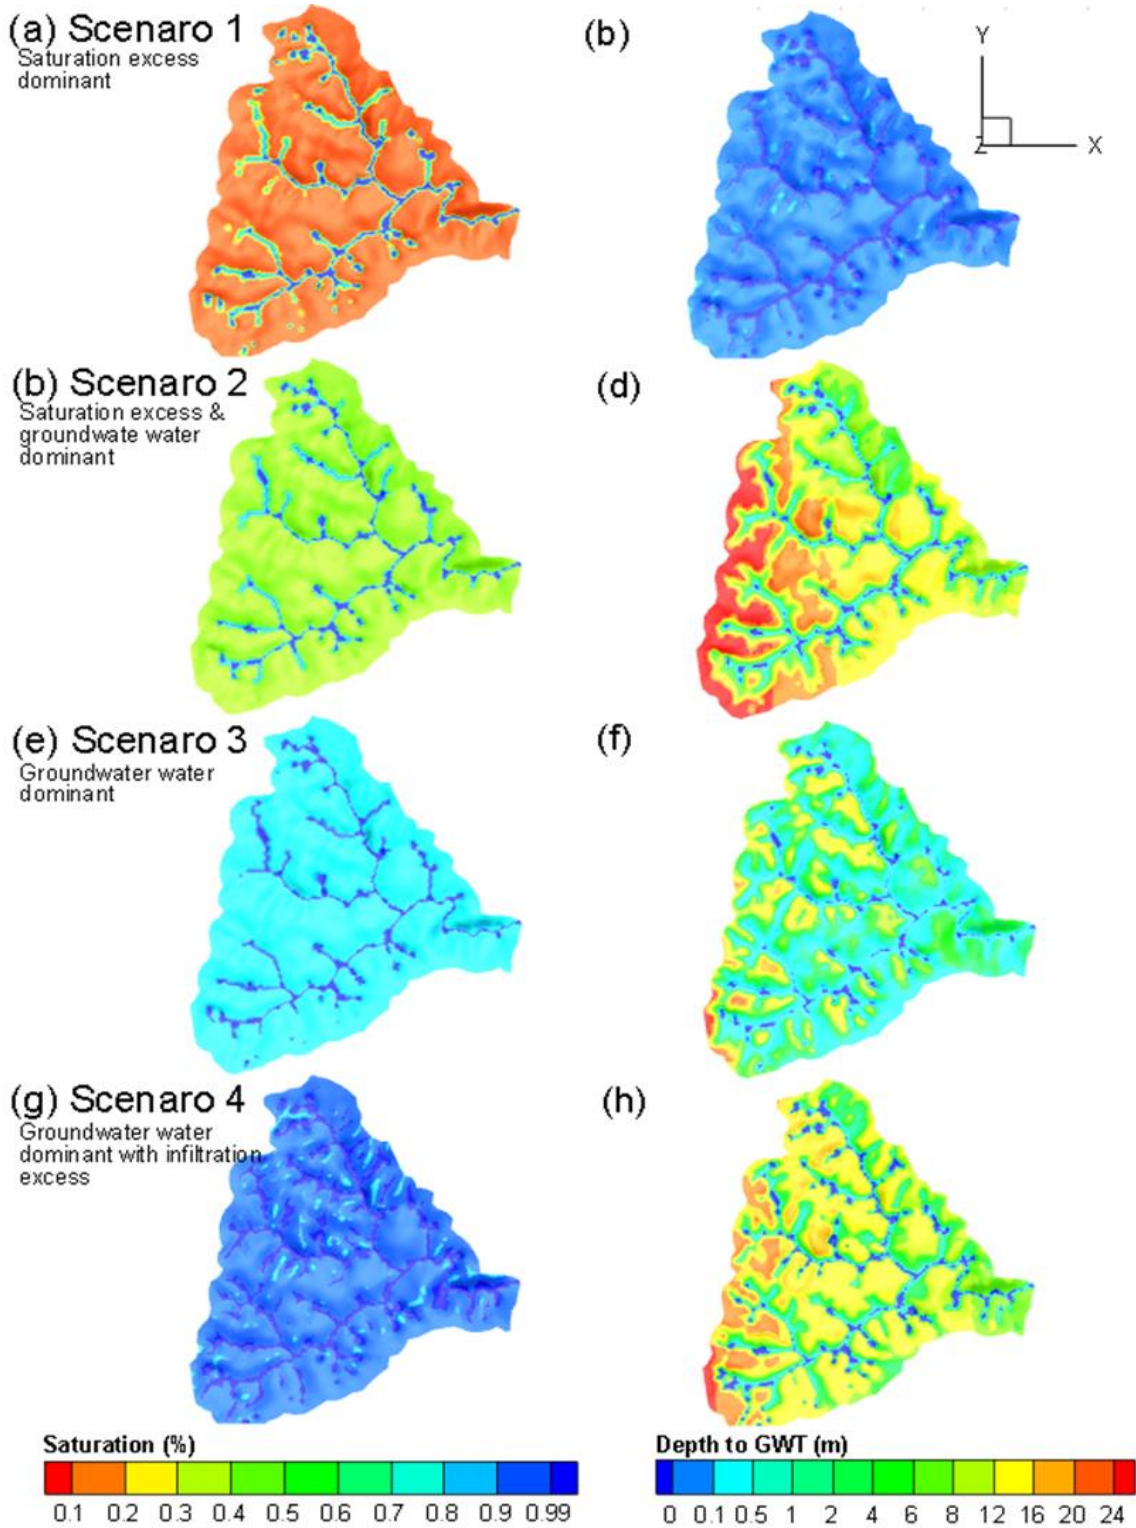 (a) Scenaro 1
Saturation excess
dominant
(b)
Y
Z
X
(b) Scenaro 2
Saturation excess &
groundwate water
dominant
(d)
(e) Scenaro 3
Groundwater water
dominant
(f)
(g) Scenaro 4
Groundwater water
dominant with infiltration
excess
(h)
Saturation (%)
0.1 0.2 0.3 0.4 0.5 0.6 0.7 0.8 0.9 0.99
Depth to GWT (m)
0 0.1 0.5 1 2 4 6 8 12 16 20 24